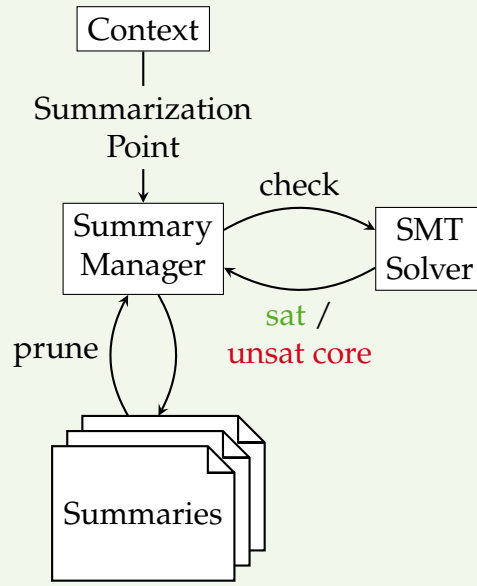 Context
Summarization
Point
check
Summary
Manager
SMT
Solver
sat /
unsat core
prune
Summaries